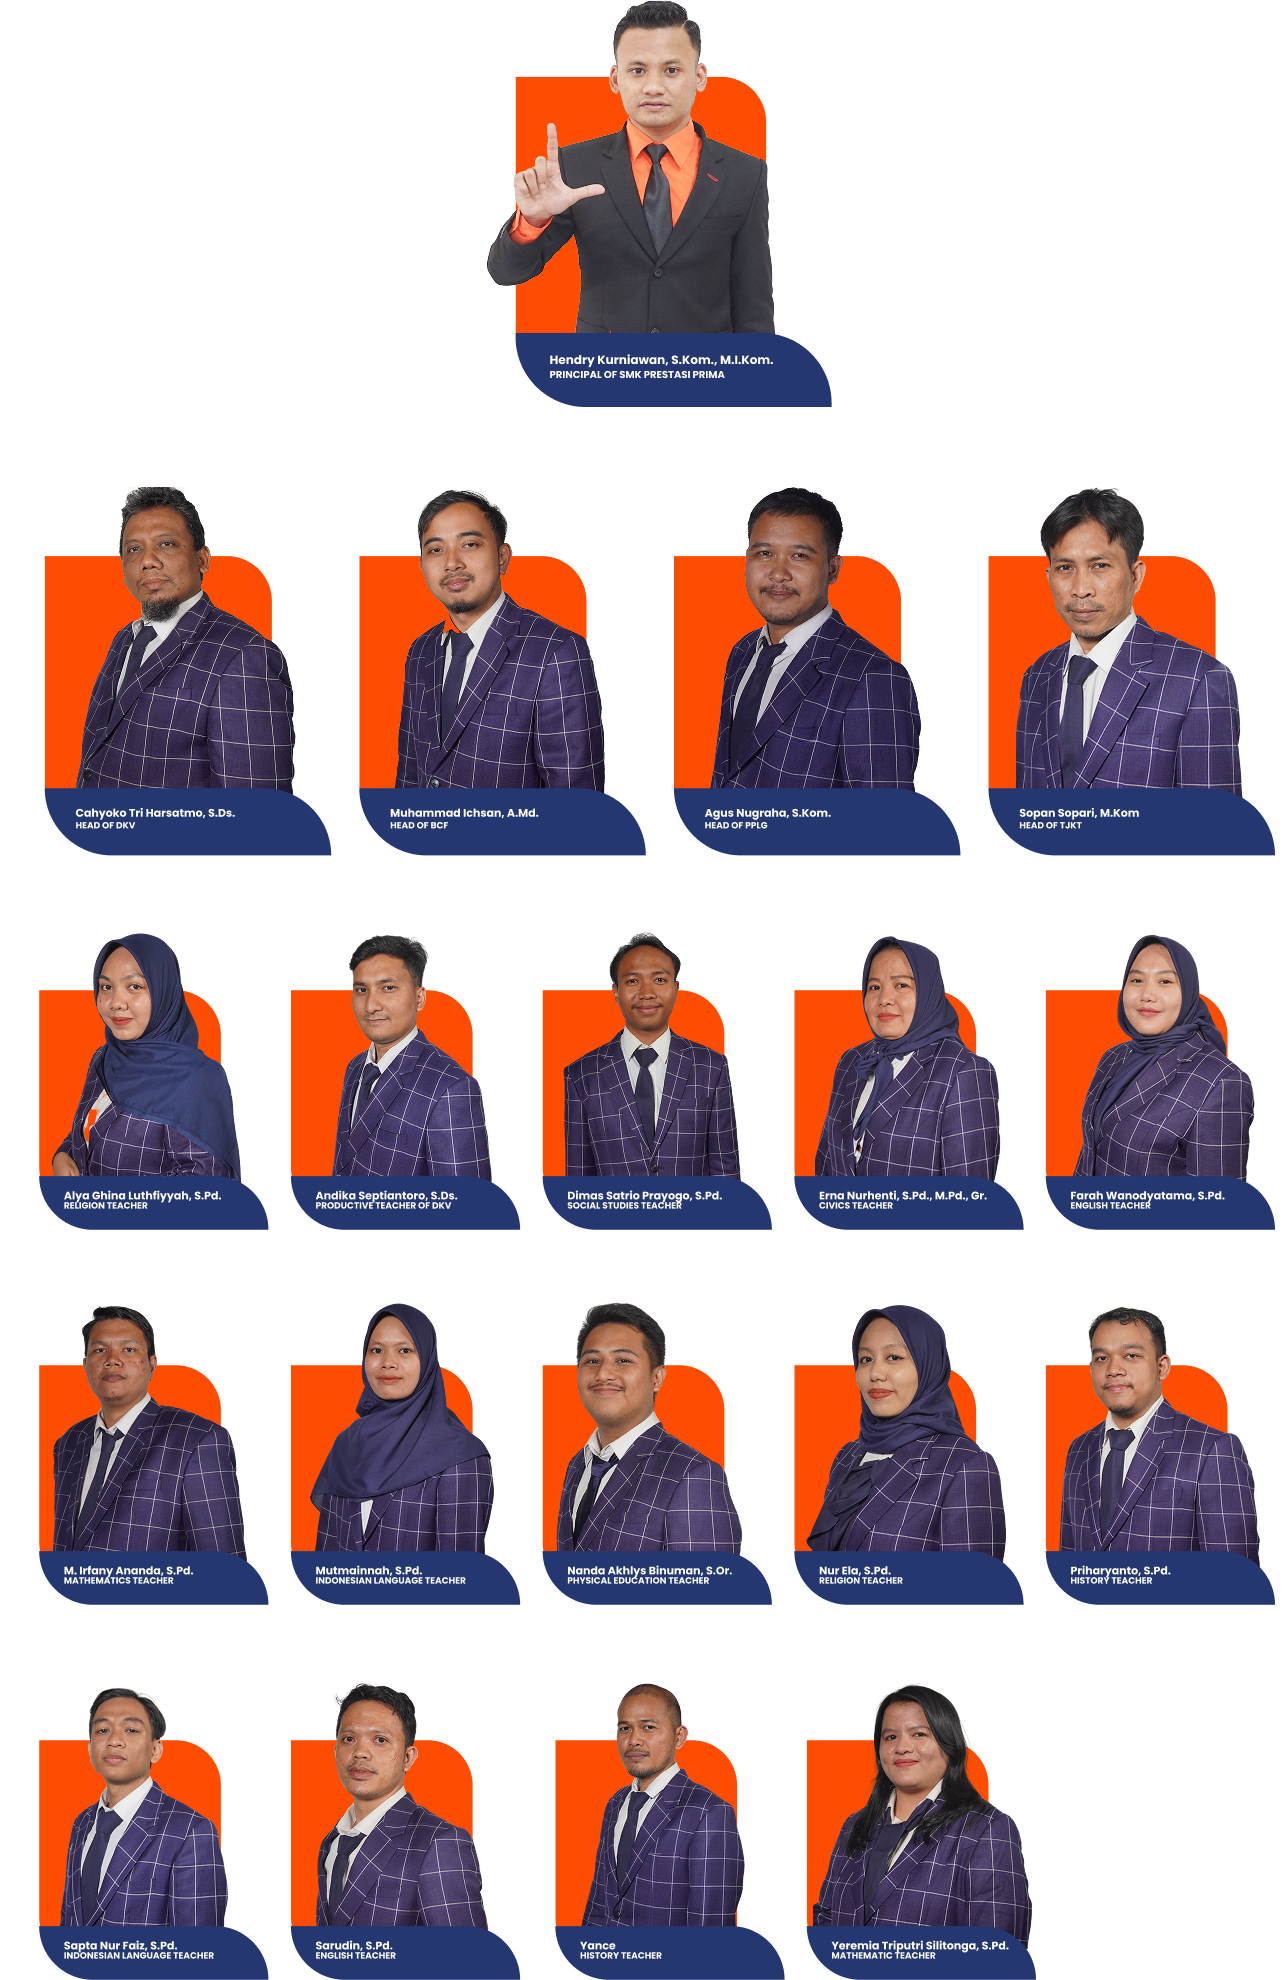 Hendry Kurniawan, S.Kom., M.I.Kom.
PRINCIPAL OF SMK PRESTASI PRIMA
Cahyoko Tri Harsatmo, S.Ds.
HEAD OF DKV
Muhammad Ichsan, A.Md.
HEAD OF BCF
Agus Nugraha, S.Kom.
HEAD OF PPLG
Sopan Sopari, M.Kom
HEAD OF TJKT
Alya Ghina Luthfiyyah, S.Pd.
RELIGION TEACHER
Andika Septiantoro, S.Ds.
PRODUCTIVE TEACHER OF DKV
Dimas Satrio Prayogo, S.Pd.
SOCIAL STUDIES TEACHER
Erna Nurhenti, S.Pd., M.Pd., Gr.
CIVICS TEACHER
Farah Wanodyatama, S.Pd.
ENGLISH TEACHER
M. Irfany Ananda, S.Pd.
MATHEMATICS TEACHER
Mutmainnah, S.Pd.
INDONESIAN LANGUAGE TEACHER
Nanda Akhlys Binuman, S.Or.
PHYSICAL EDUCATION TEACHER
Nur Ela, S.Pd.
RELIGION TEACHER
Priharyanto, S.Pd.
HISTORY TEACHER
Sapta Nur Faiz, S.Pd.
INDONESIAN LANGUAGE TEACHER
Sarudin, S.Pd.
ENGLISH TEACHER
Yance
HISTORY TEACHER
Yeremia Triputri Silitonga, S.Pd.
MATHEMATIC TEACHER